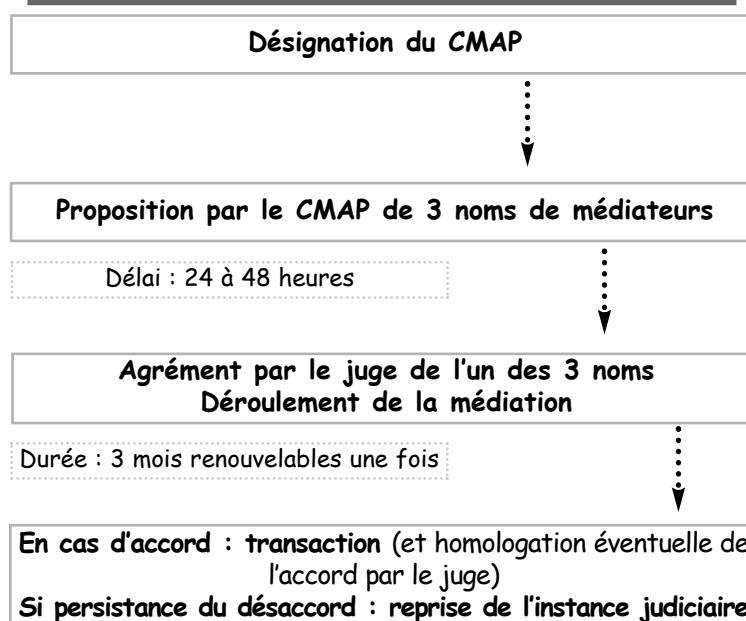 Désignation du CMAP
Proposition par le CMAP de 3 noms de médiateurs
Délai : 24 à 48 heures
Agrément par le juge de l'un des 3 noms
Déroulement de la médiation
Durée : 3 mois renouvelables une fois
En cas d'accord : transaction (et homologation éventuelle de
l'accord par le juge)
Si persistance du désaccord : reprise de l'instance judiciaire